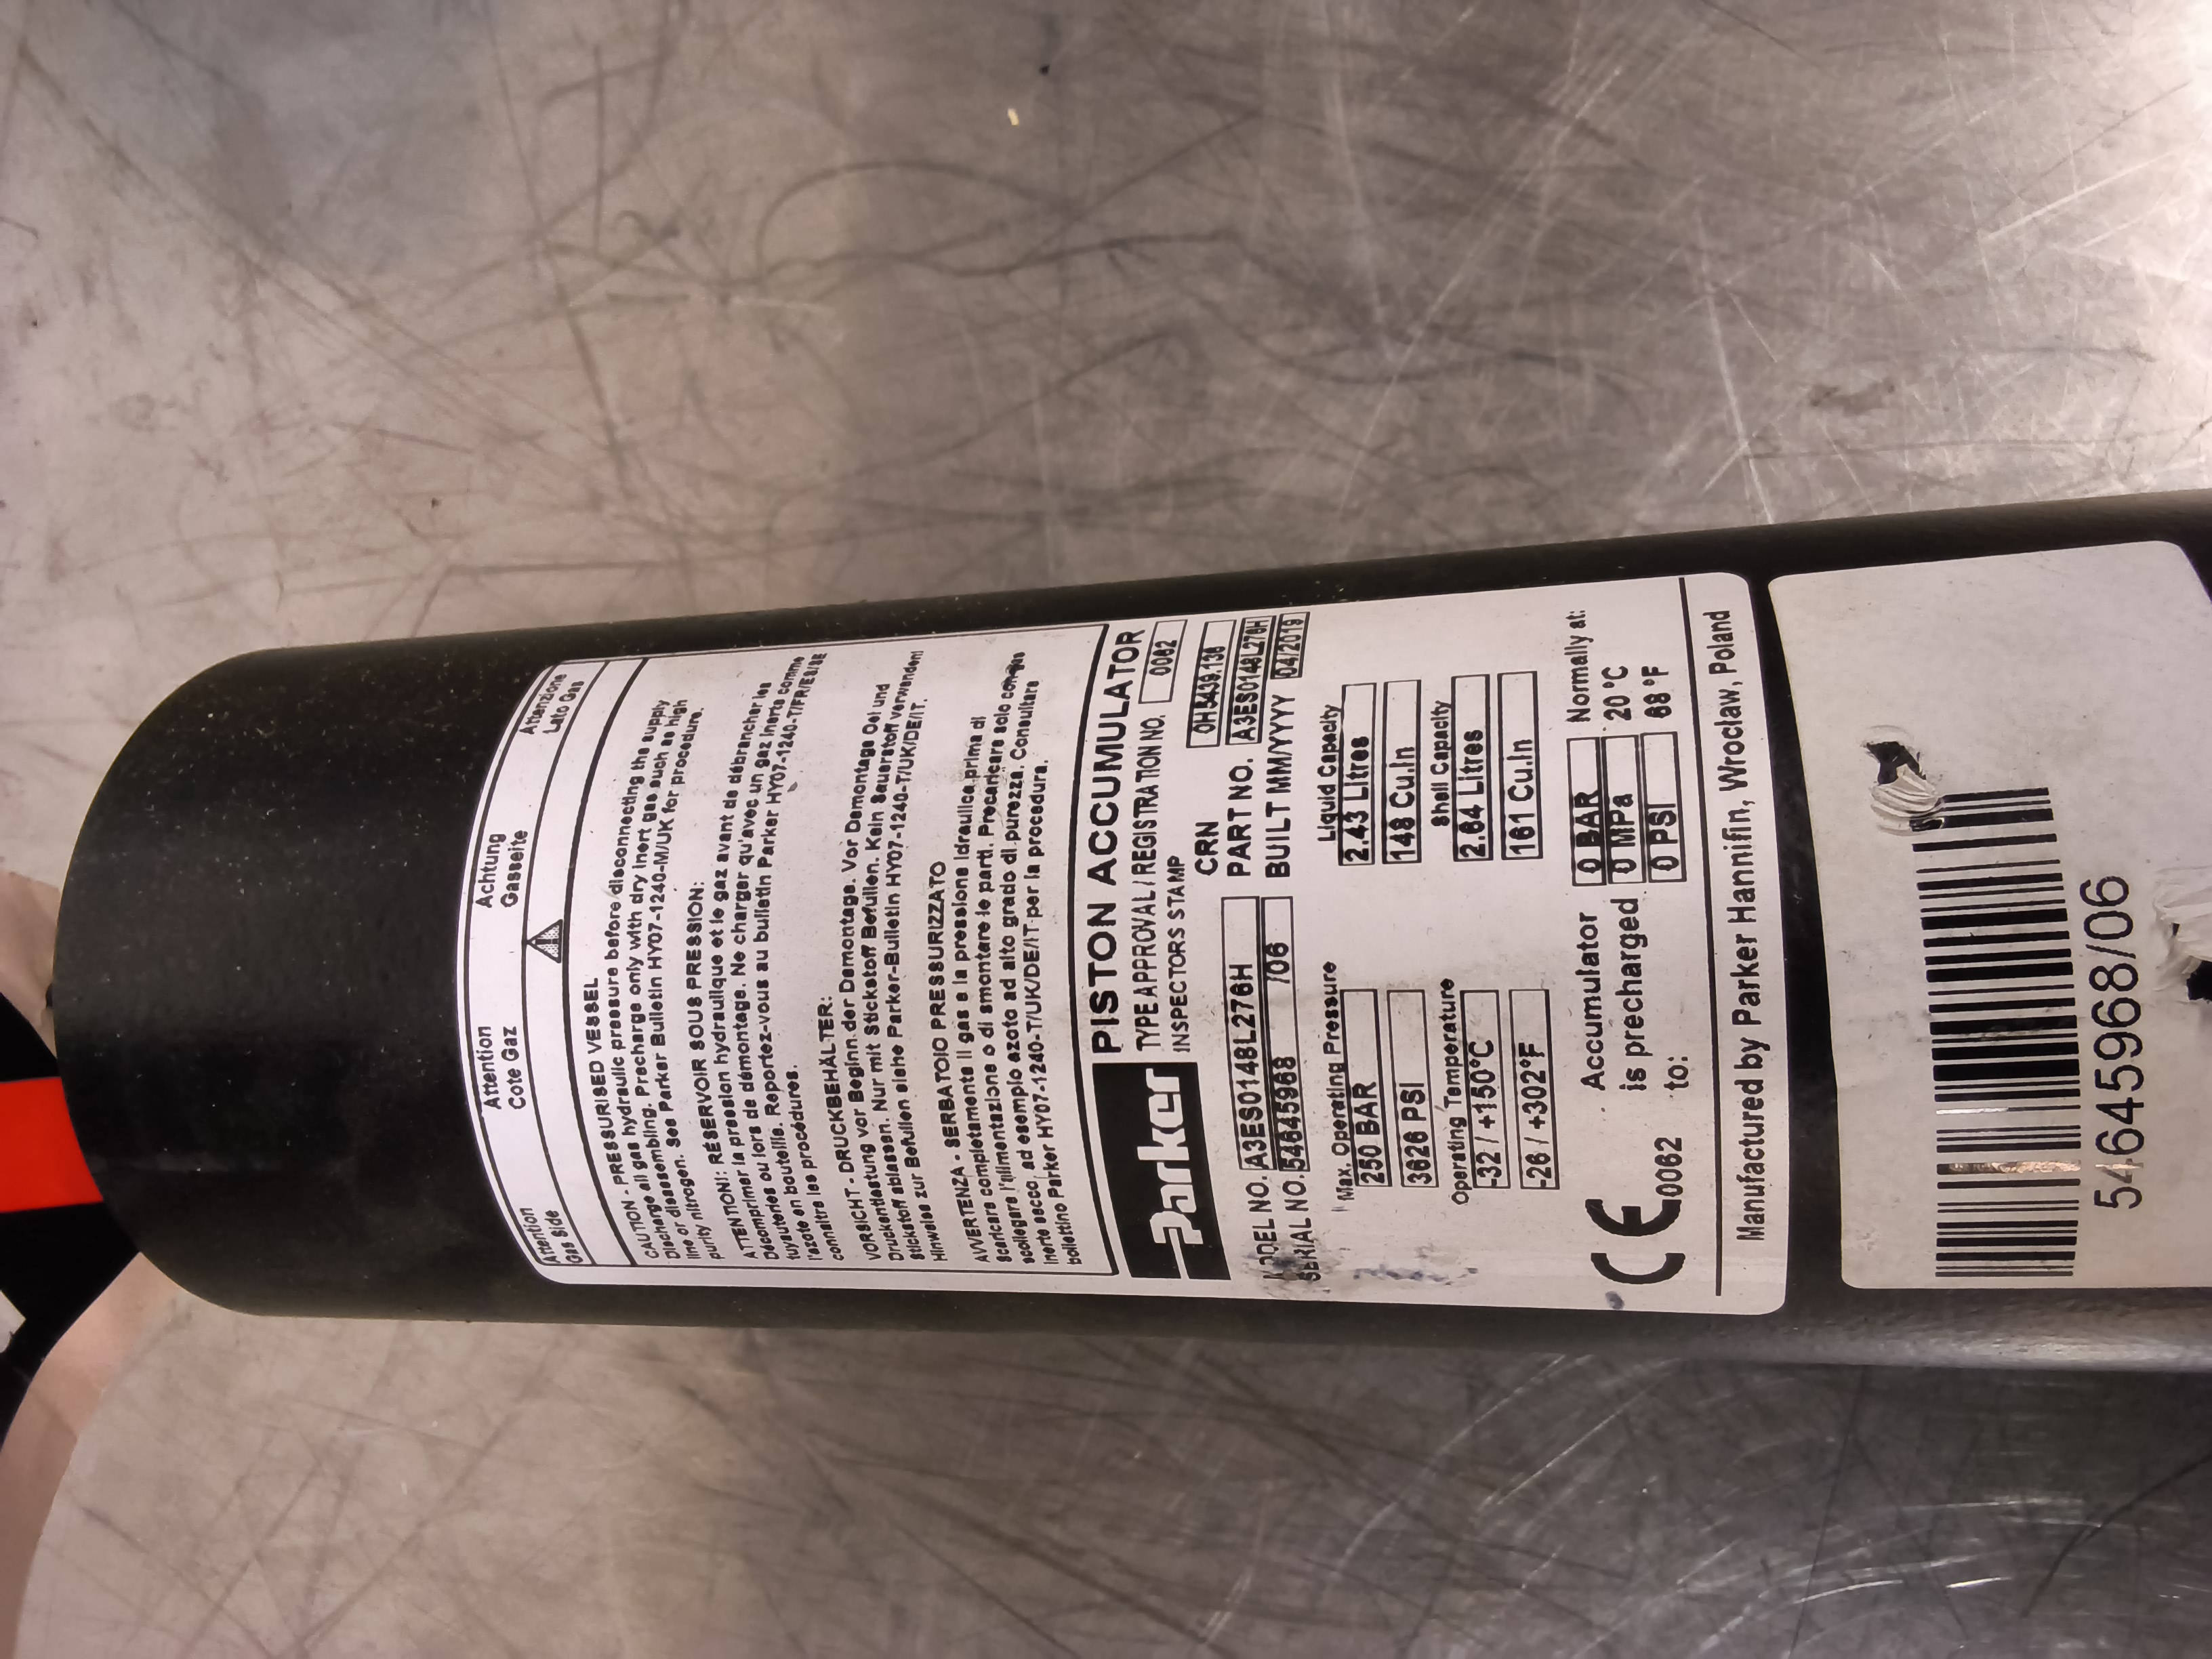 Attention
Gas Side
Attention
Cote Gaz
Achtung
Gasseite
Attenzione
Lato Gas
CAUTION - PRESSURISED VESSEL
Discharge all gas hydraulic pressure before disconnecting the supply
line or disassembling. Precharge only with dry inert gas such as high
purity nitrogen. See Parker Bulletin HY07-1240-M/UK for procedure.
ATTENTION!: RÉSERVOIR SOUS PRESSION:
Décomprimer la pression hydraulique et le gaz avant de débrancher les
tuyauteries ou lors de démontage. Ne charger qu'avec un gaz inerte comme
l'azote en bouteille. Reportez-vous au bulletin Parker HY07-1240-T/FR/ES/SE
connaître les procédures.
VORSICHT - DRUCKBEHÄLTER:
Druckentlastung vor Beginn der Demontage. Vor Demontage Oel und
stickstoff ablassen. Nur mit Stickstoff Befullen. Kein Sauerstoff verwenden!
Hinweise zur Befullen siehe Parker-Bulletin HY07-1240-T/UK/DE/IT.
AVVERTENZA - SERBATOIO PRESSURIZZATO
scaricare completamente il gas e la pressione idraulica prima di
scollegare l'alimentazione o di smontare le parti. Precaricare solo con gas
inerte secco, ad esempio azoto ad alto grado di purezza. Consultare
bollettino Parker HY07-1240-T/UK/DE/IT per la procedura.
Parker
PISTON ACCUMULATOR
TYPE APPROVAL / REGISTRATION NO. 0062
INSPECTORS STAMP
CRN 0H5439.136
MODEL NO. A3ES0148L276H
PART NO. A3ES0148L276H
SERIAL NO. 54645968 /06
BUILT MM/YYYY 04/2019
Max. Operating Pressure
250 BAR
3626 PSI
Liquid Capacity
2.43 Litres
148 Cu.In
Operating Temperature
-32 / +150°C
-26 / +302°F
Shell Capacity
2.64 Litres
161 Cu.In
CE0062
Accumulator
is precharged
to:
0 BAR
0 MPa
0 PSI
Normally at:
20 °C
68 °F
Manufactured by Parker Hannifin, Wroclaw, Poland
54645968/06